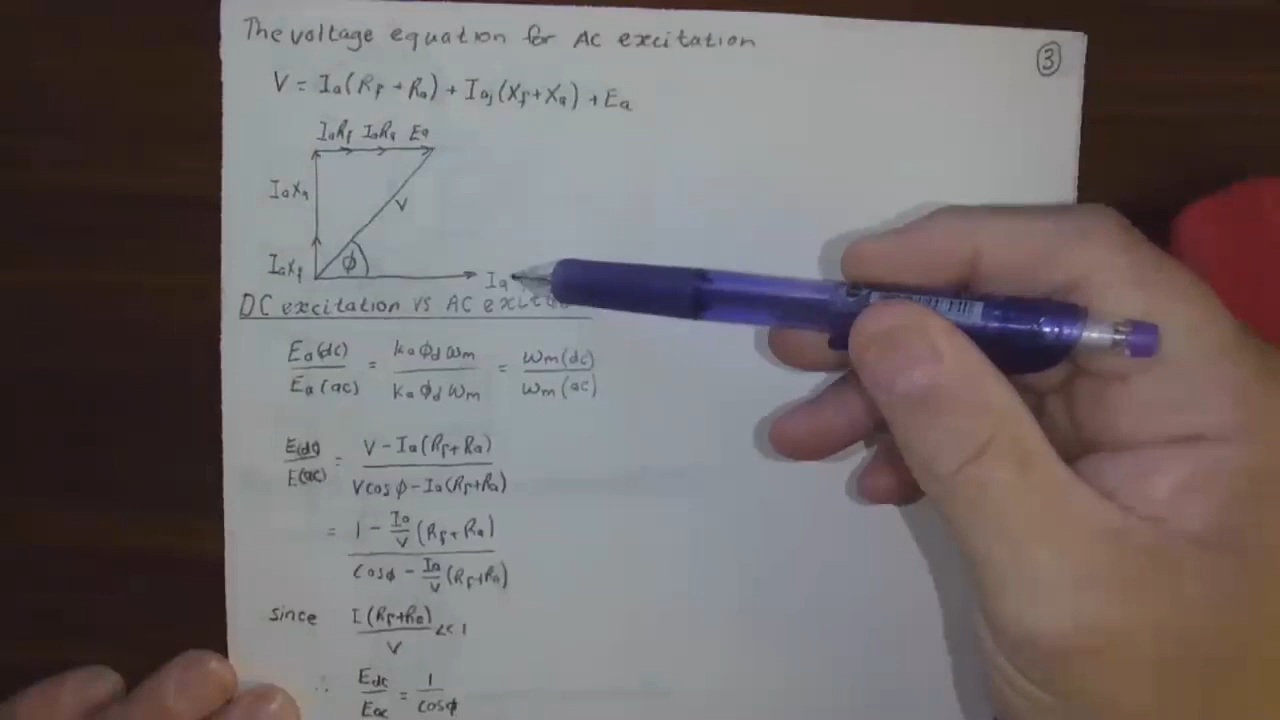 The voltage equation for AC excitation
3
V = Ia(Rf + Ra) + Iaj(Xf + Xa) + Ea
IaRf IaRa Ea
IaXa
V
IaXf
ϕ
Ia
DC excitation VS AC
Ea(dc)/Ea(ac) = kaϕdωm/kaϕdωm = ωm(dc)/ωm(ac)
E(dc)/E(ac) = V - Ia(Rf+Ra)/Vcosϕ - Ia(Rf+Ra)
= 1 - Ia/V (Rf + Ra)/cosϕ - Ia/V (Rf+Ra)
since I(Rf+Ra)/V << 1
∴ Edc/Eac = 1/cosϕ